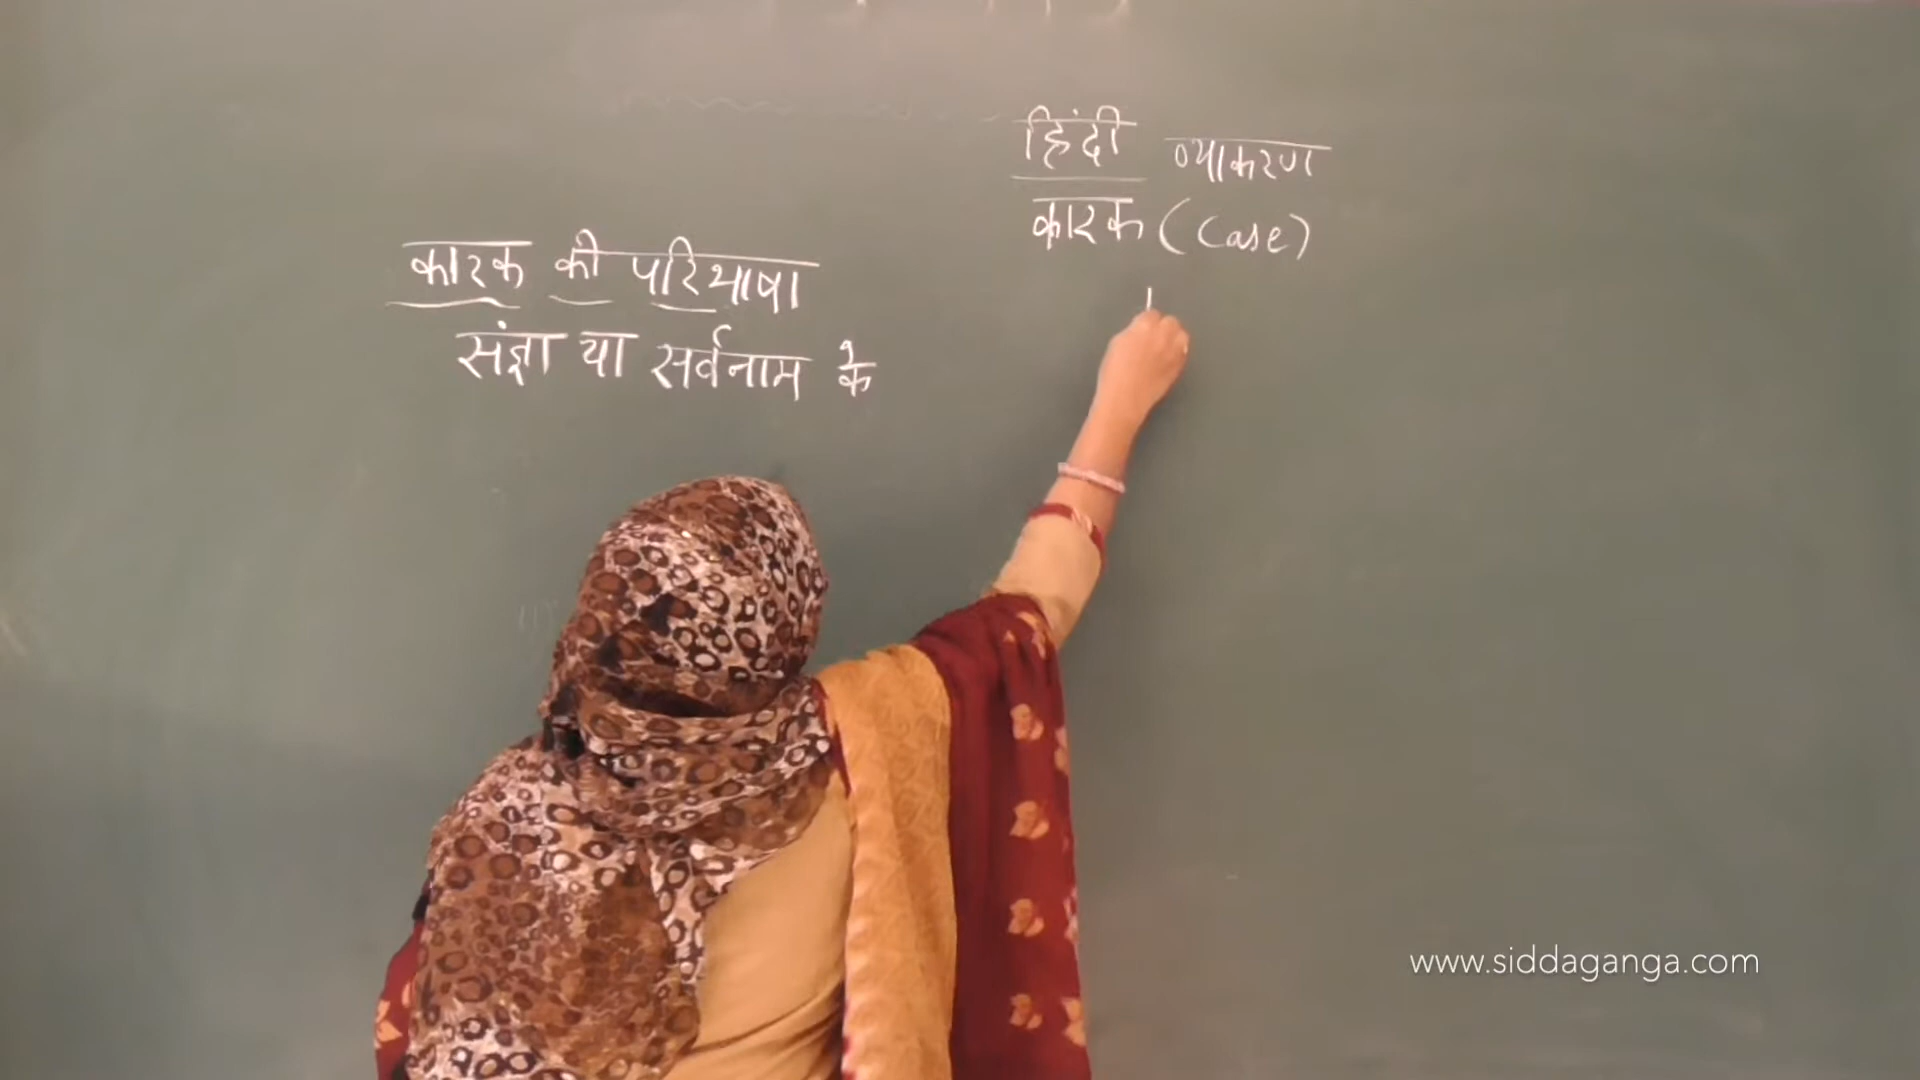 हिंदी व्याकरण
कारक (Case)
कारक की परिभाषा
संज्ञा या सर्वनाम के
www.siddaganga.com